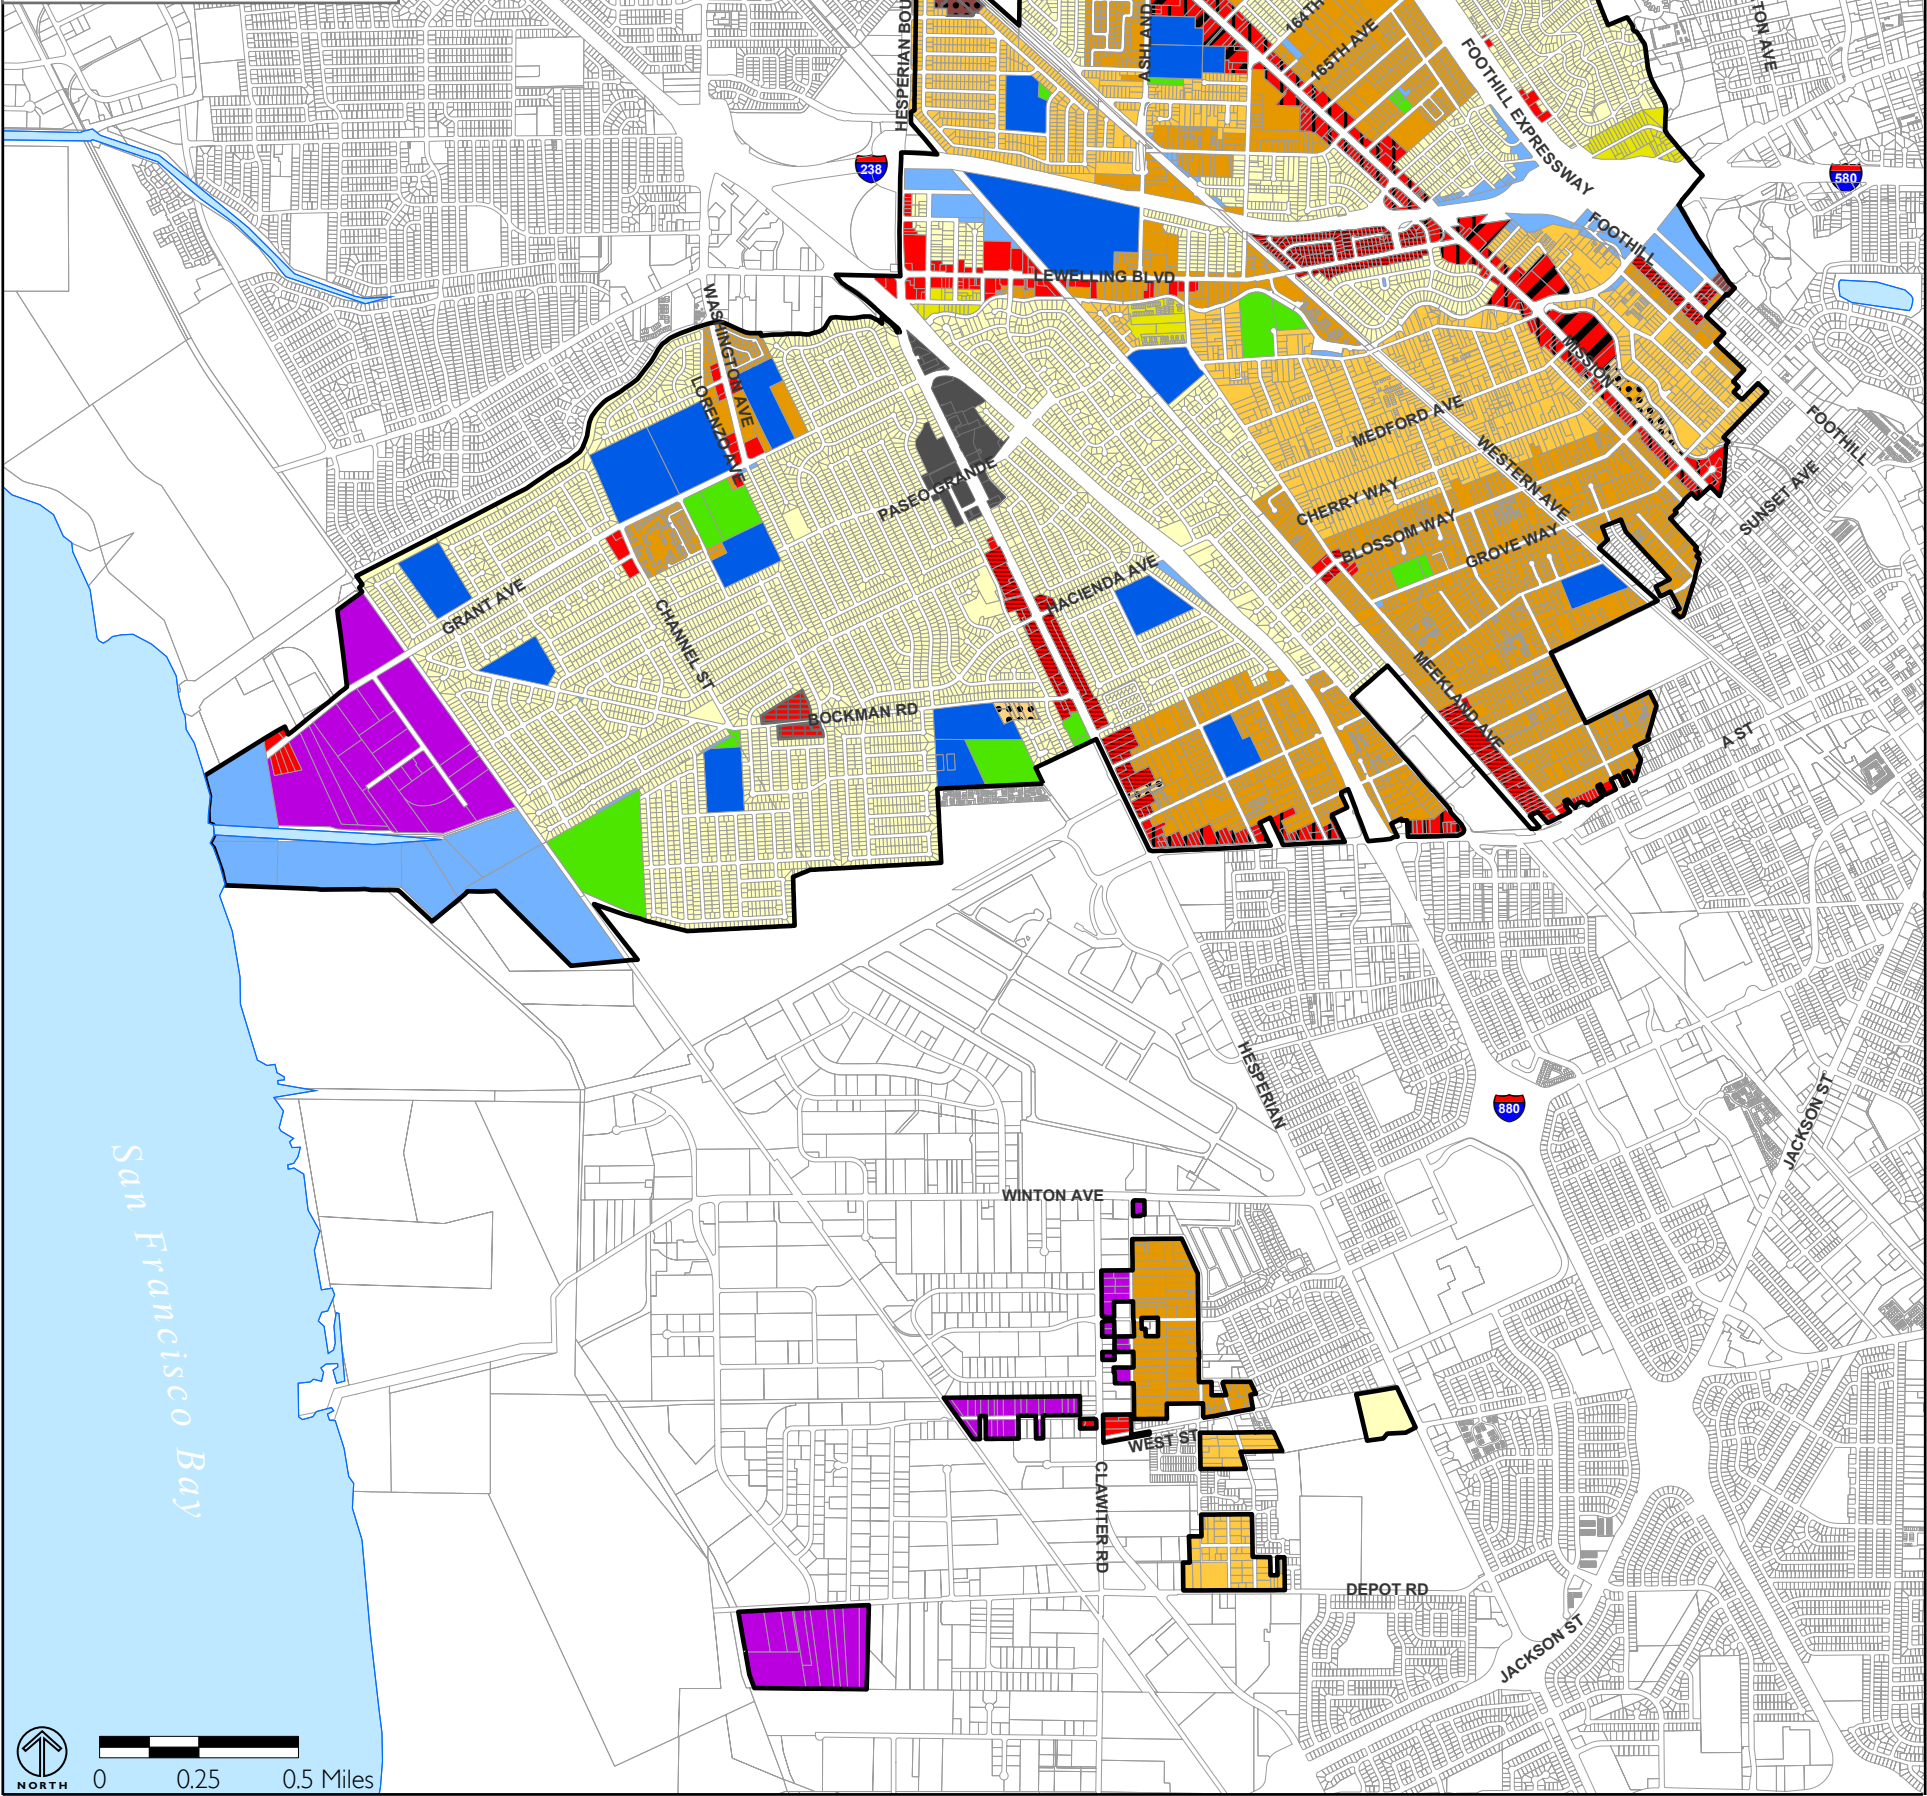 HESPERIAN BOU
ASHLAND
164TH
165TH AVE
FOOTHILL EXPRESSWAY
TON AVE
238
580
FOOTHILL
LEWELLING BLVD
WASHINGTON AVE
LORENZO AVE
MISSION
MEDFORD AVE
FOOTHILL
WESTERN AVE
SUNSET AVE
PASEO GRANDE
CHERRY WAY
BLOSSOM WAY
GROVE WAY
HACIENDA AVE
GRANT AVE
CHANNEL ST
MEEKLAND AVE
BOCKMAN RD
A ST
HESPERIAN
880
JACKSON ST
San Francisco Bay
WINTON AVE
WEST ST
CLAWITER RD
DEPOT RD
JACKSON ST
NORTH
0 0.25 0.5 Miles